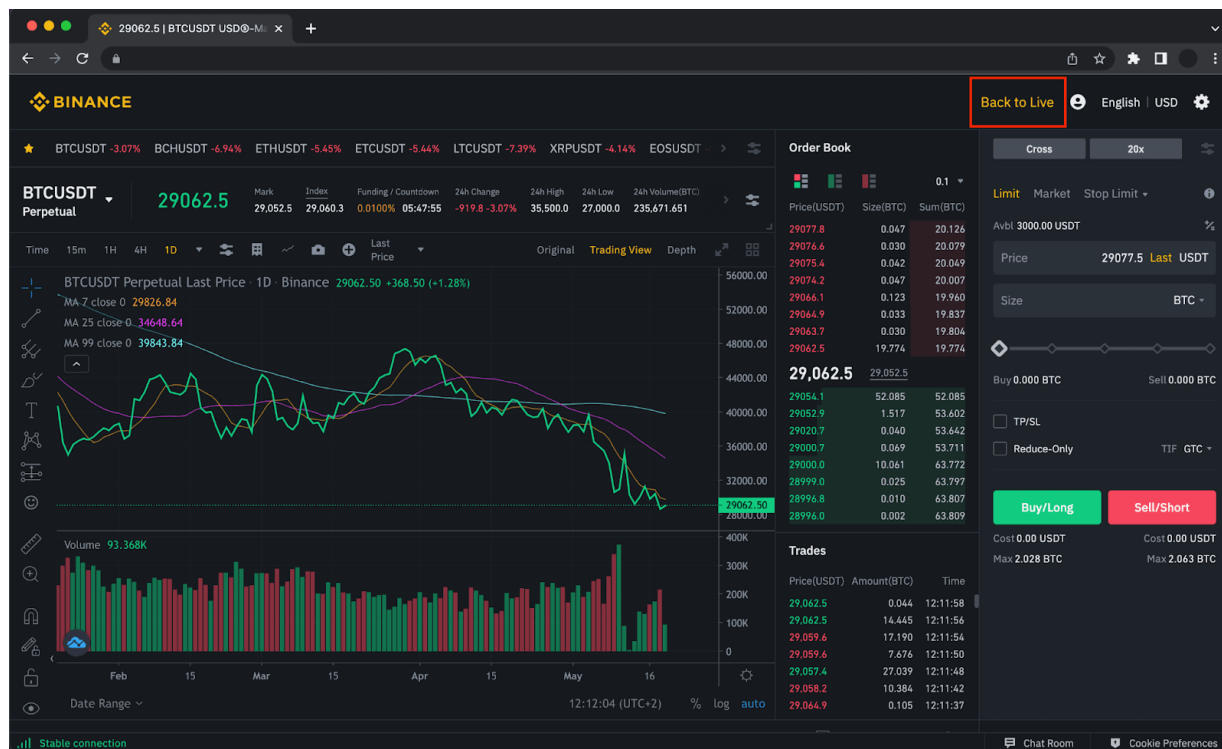 29062.5 | BTCUSDT USD®-Ma
BINANCE
Back to Live
English | USD
BTCUSDT -3.07% BCHUSDT -6.94% ETHUSDT -5.45% ETCUSDT -5.44% LTCUSDT -7.39% XRPUSDT -4.14% EOSUSDT
BTCUSDT
Perpetual
29062.5
Mark
29,052.5
Index
29,060.3
Funding / Countdown
0.0100% 05:47:55
24h Change
-919.8 -3.07%
24h High
35,500.0
24h Low
27,000.0
24h Volume(BTC)
235,671.651
Time 15m 1H 4H 1D
Last
Price
Original Trading View Depth
BTCUSDT Perpetual Last Price · 1D · Binance 29062.50 +368.50 (+1.28%)
MA 7 close 0 29826.84
MA 25 close 0 34648.64
MA 99 close 0 39843.84
56000.00
52000.00
48000.00
44000.00
40000.00
36000.00
32000.00
29062.50
28000.00
Volume 93.368K
400K
300K
200K
100K
0
Feb 15 Mar 15 Apr 15 May 16
Date Range
12:12:04 (UTC+2) % log auto
Order Book
0.1
Price(USDT) Size(BTC) Sum(BTC)
29077.8 0.047 20.126
29076.6 0.030 20.079
29075.4 0.042 20.049
29074.2 0.047 20.007
29066.1 0.123 19.960
29064.9 0.033 19.837
29063.7 0.030 19.804
29062.5 19.774 19.774
29,062.5 29,052.5
29054.1 52.085 52.085
29052.9 1.517 53.602
29020.7 0.040 53.642
29000.7 0.069 53.711
29000.0 10.061 63.772
28999.0 0.025 63.797
28996.8 0.010 63.807
28996.0 0.002 63.809
Trades
Price(USDT) Amount(BTC) Time
29,062.5 0.044 12:11:58
29,062.5 14.445 12:11:56
29,059.6 17.190 12:11:54
29,059.6 7.676 12:11:50
29,057.4 27.039 12:11:48
29,058.2 10.384 12:11:42
29,064.9 0.105 12:11:37
Cross 20x
Limit Market Stop Limit
Avbl 3000.00 USDT
Price 29077.5 Last USDT
Size BTC
Buy 0.000 BTC Sell 0.000 BTC
TP/SL
Reduce-Only TIF GTC
Buy/Long Sell/Short
Cost 0.00 USDT Cost 0.00 USDT
Max 2.028 BTC Max 2.063 BTC
Stable connection
Chat Room Cookie Preferences